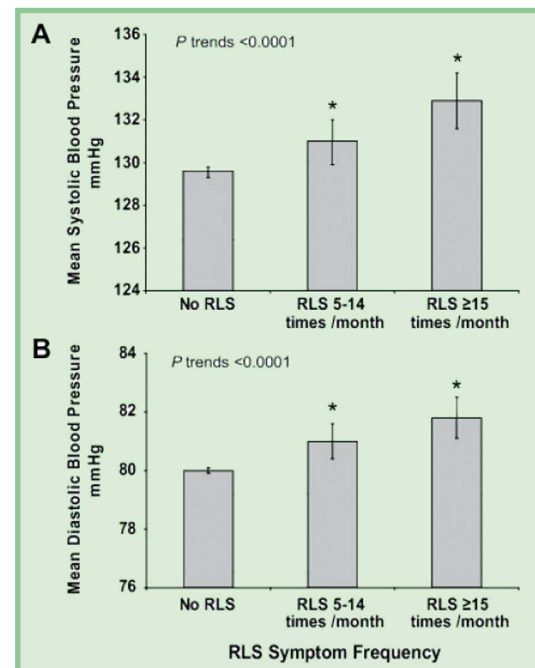 A
P trends <0.0001
Mean Systolic Blood Pressure
mmHg
136
134
132
130
128
126
124
*
*
No RLS
RLS 5-14
times /month
RLS ≥15
times /month
B
P trends <0.0001
Mean Diastolic Blood Pressure
mmHg
84
82
80
78
76
*
*
No RLS
RLS 5-14
times /month
RLS ≥15
times /month
RLS Symptom Frequency